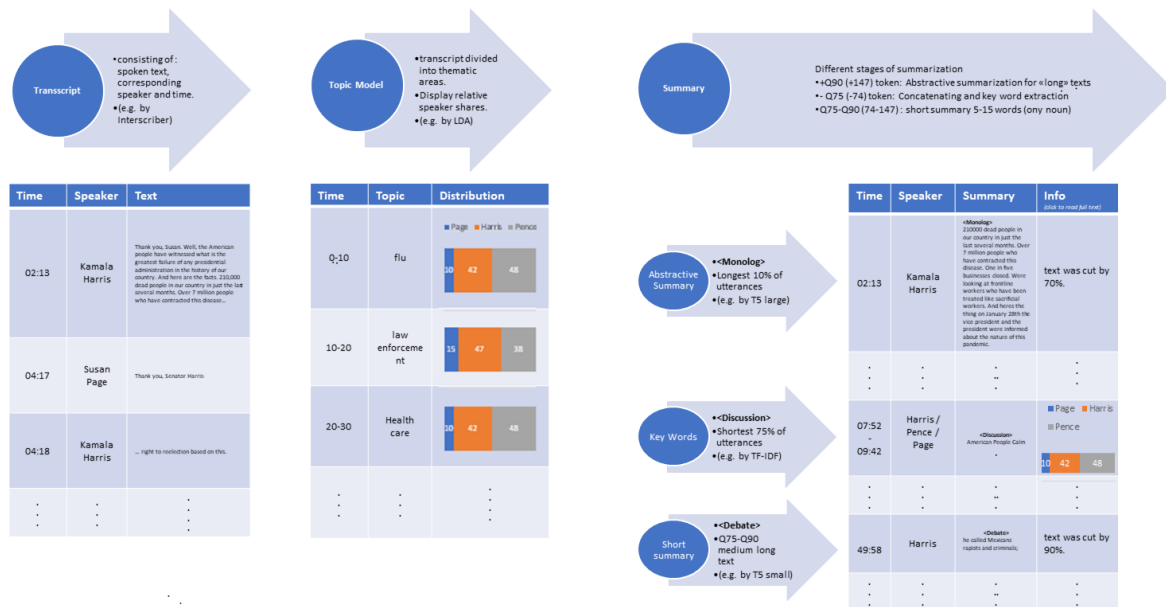 Transscript
•consisting of :
spoken text,
corresponding
speaker and time.
•(e.g. by
Interscriber)
Topic Model
•transcript divided
into thematic
areas.
•Display relative
speaker shares.
•(e.g. by LDA)
Summary
Different stages of summarization
•+Q90 (+147) token: Abstractive summarization for «long» texts
•- Q75 (-74) token: Concatenating and key word extraction
•Q75-Q90 (74-147) : short summary 5-15 words (ony noun)
Time Speaker Text
02:13
Kamala
Harris
Thank you, Susan. Well, the American
people have witnessed what is the
greatest failure of any presidential
administration in the history of our
country. And here are the facts. 210,000
dead people in our country in just the last
several months. Over 7 million people
who have contracted this disease...
04:17
Susan
Page
Thank you, Senator Harris
04:18
Kamala
Harris
... right to reelection based on this.
Time Topic Distribution
0-10
flu
Page Harris Pence
10 42 48
10-20
law
enforceme
nt
15 47 38
20-30
Health
care
10 42 48
Abstractive
Summary
•<Monolog>
•Longest 10% of
utterances
•(e.g. by T5 large)
Key Words
•<Discussion>
•Shortest 75% of
utterances
•(e.g. by TF-IDF)
Short
summary
•<Debate>
•Q75-Q90
medium long
text
•(e.g. by T5 small)
Time Speaker Summary Info
(click to read full text)
02:13
Kamala
Harris
<Monolog>
210000 dead people in
our country in just the
last several months. Over
7 million people who
have contracted this
disease. One in five
businesses closed. Were
looking at frontline
workers who have been
treated like sacrificial
workers. And heres the
thing on January 28th the
vice president and the
president were informed
about the nature of this
pandemic.
text was cut by
70%.
07:52
-
09:42
Harris /
Pence /
Page
<Discussion>
American People Calm
Page Harris
Pence
10 42 48
49:58
Harris
<Debate>
he called Mexicans
rapists and criminals;
text was cut by
90%.